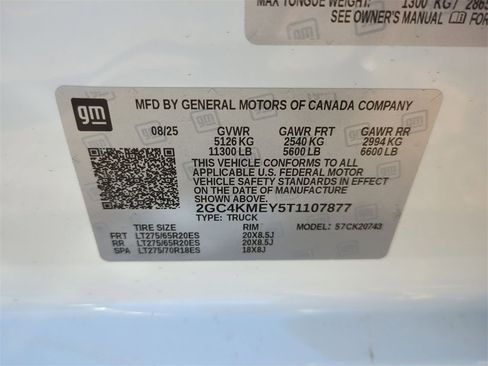 MAX TONGUE WEIGHT: 1300 KG / 2865
SEE OWNER'S MANUAL FOR
gm
MFD BY GENERAL MOTORS OF CANADA COMPANY
08/25 GVWR GAWR FRT GAWR RR
5126 KG 2540 KG 2994 KG
11300 LB 5600 LB 6600 LB
THIS VEHICLE CONFORMS TO ALL
APPLICABLE U.S. FEDERAL MOTOR
VEHICLE SAFETY STANDARDS IN EFFECT
ON THE DATE OF MANUFACTURE
SHOWN ABOVE.
2GC4KMEY5T1107877
TYPE: TRUCK
TIRE SIZE RIM MODEL: 57CK20743
FRT LT275/65R20ES 20X8.5J
RR LT275/65R20ES 20X8.5J
SPA LT275/70R18ES 18X8J